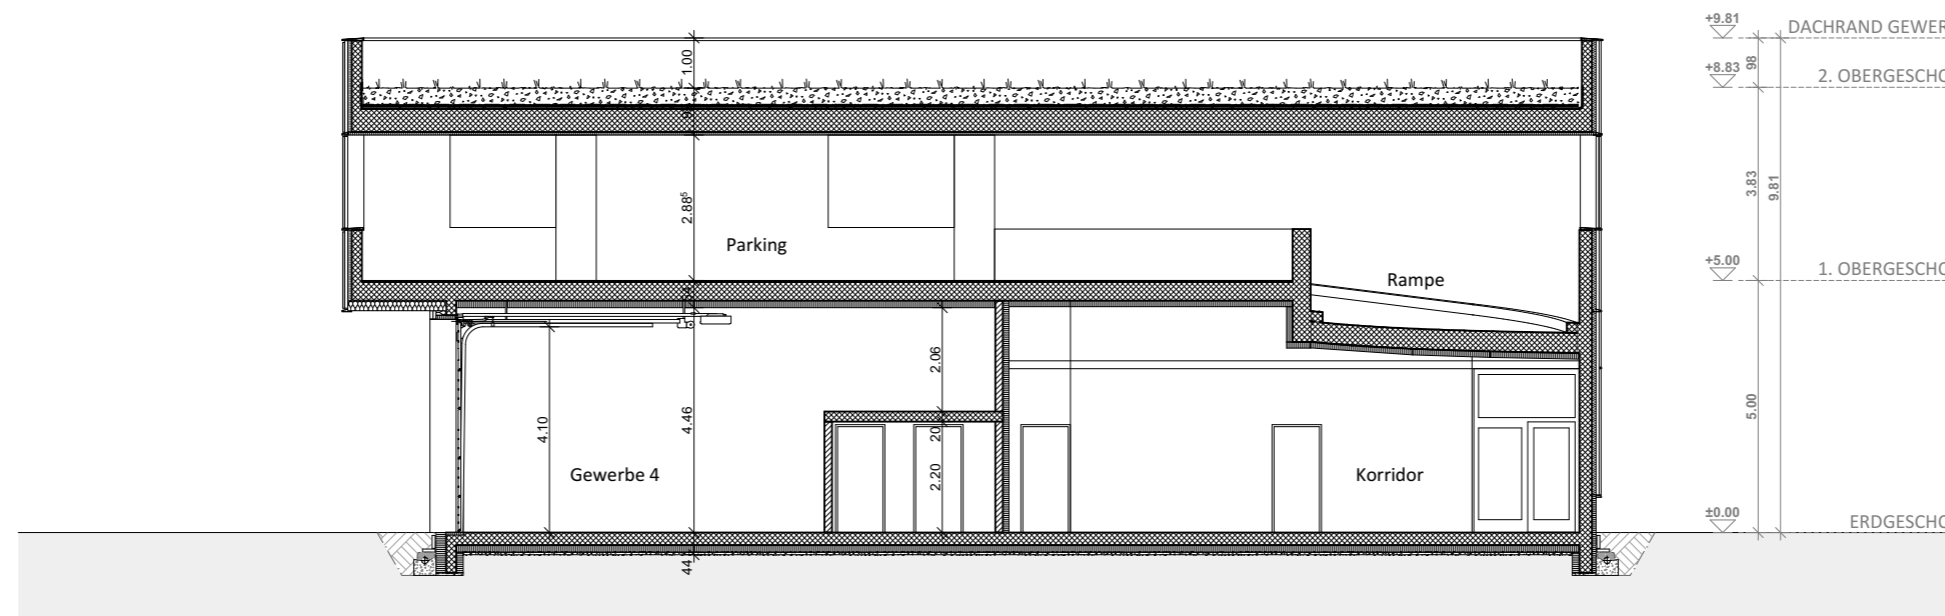 +9.81
DACHRAND GEWER
1.00
98
+8.83
2. OBERGESCHO
9
2.88⁵
3.83
9.81
Parking
+5.00
1. OBERGESCHO
Rampe
54
2.06
4.10
4.46
5.00
20
2.20
Gewerbe 4
Korridor
±0.00
ERDGESCHO
44